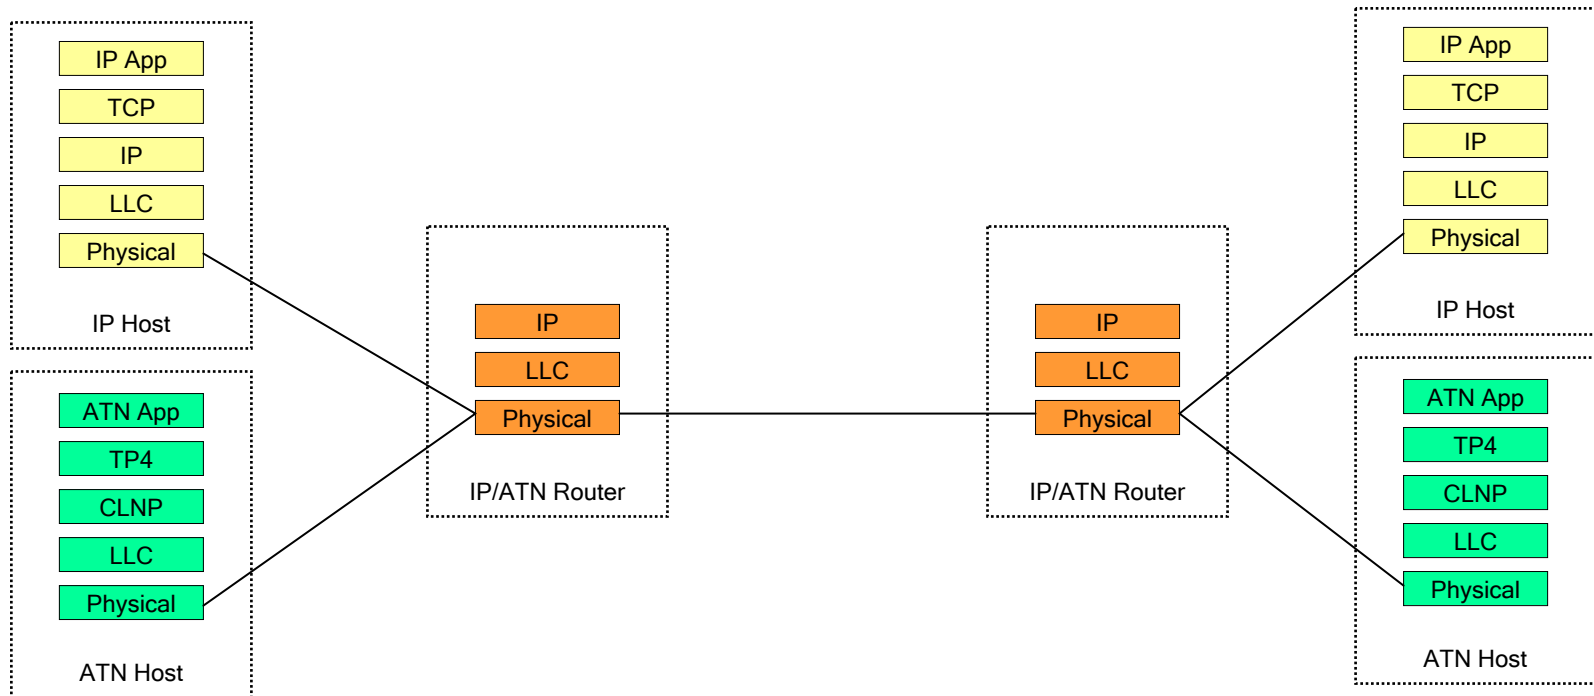 IP App
TCP
IP
LLC
Physical
IP Host
ATN App
TP4
CLNP
LLC
Physical
ATN Host
IP
LLC
Physical
IP/ATN Router
IP
LLC
Physical
IP/ATN Router
IP App
TCP
IP
LLC
Physical
IP Host
ATN App
TP4
CLNP
LLC
Physical
ATN Host